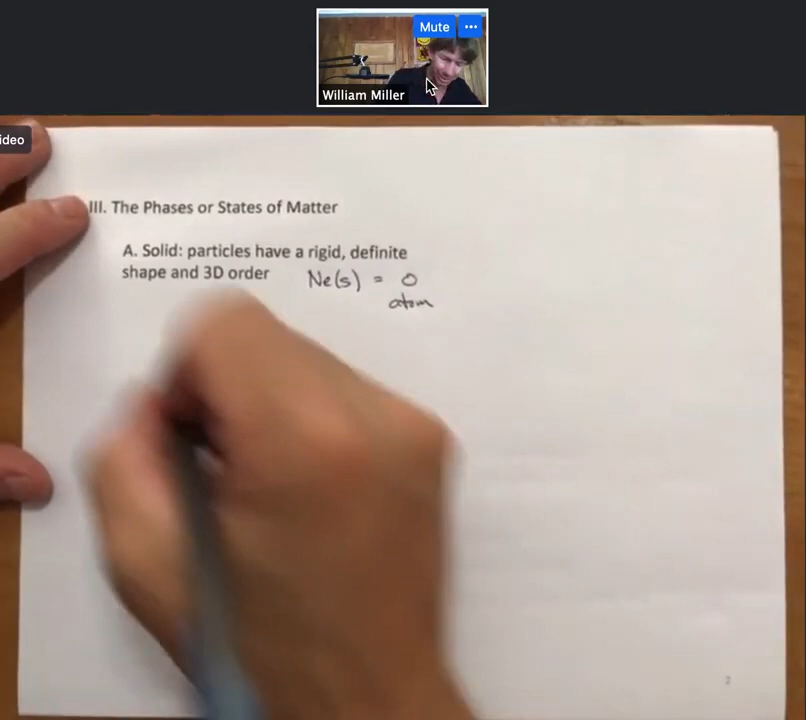 Mute
William Miller
ideo
III. The Phases or States of Matter
A. Solid: particles have a rigid, definite
shape and 3D order Ne(s) = o
atom
2